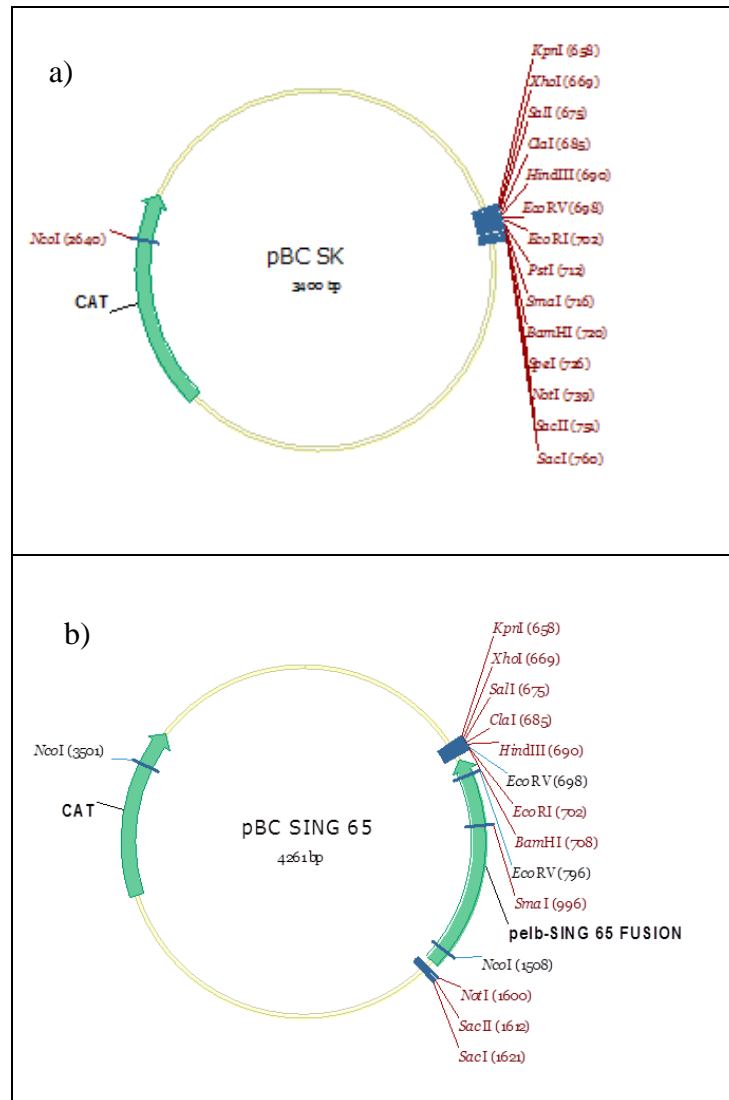 a)
KpnI (658)
XhoI (669)
SalI (675)
ClaI (685)
HindIII (690)
EcoRV (698)
EcoRI (702)
PstI (712)
SmaI (716)
BamHI (720)
SpeI (726)
NotI (739)
SacII (751)
SacI (760)
NcoI (2640)
CAT
pBC SK
3400 bp
b)
KpnI (658)
XhoI (669)
SalI (675)
ClaI (685)
HindIII (690)
EcoRV (698)
EcoRI (702)
BamHI (708)
EcoRV (796)
SmaI (996)
pelb-SING 65 FUSION
NcoI (1508)
NotI (1600)
SacII (1612)
SacI (1621)
NcoI (3501)
CAT
pBC SING 65
4261 bp